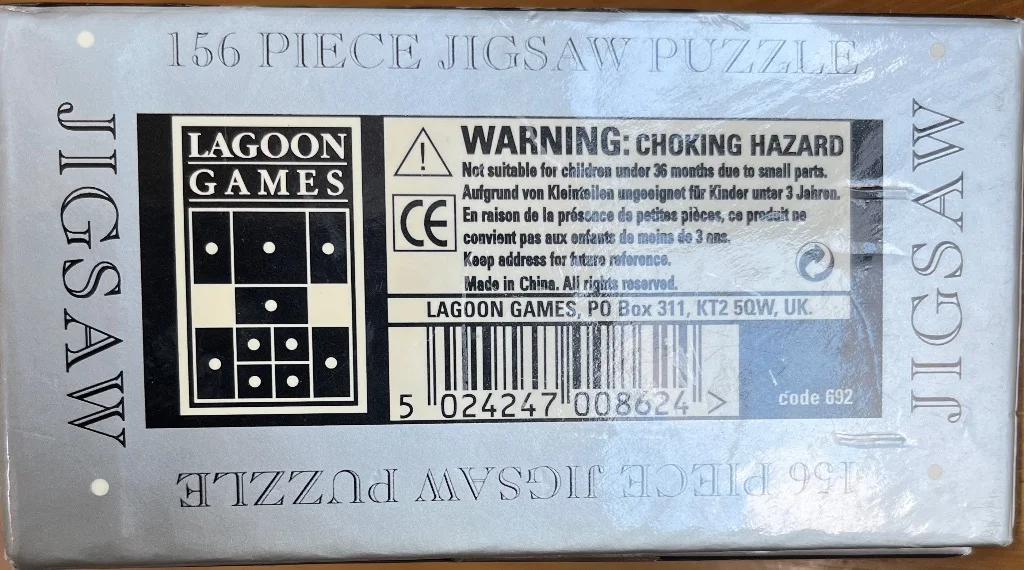 156 PIECE JIGSAW PUZZLE
JIGSAW
LAGOON
GAMES
WARNING: CHOKING HAZARD
Not suitable for children under 36 months due to small parts.
Aufgrund von Kleinteilen ungeeignet für Kinder unter 3 Jahren.
En raison de la présence de petites pièces, ce produit ne
convient pas aux enfants de moins de 3 ans.
Keep address for future reference.
Made in China. All rights reserved.
CE
LAGOON GAMES, PO Box 311, KT2 5QW, UK.
5 024247 008624 >
code 692
JIGSAW
156 PIECE JIGSAW PUZZLE